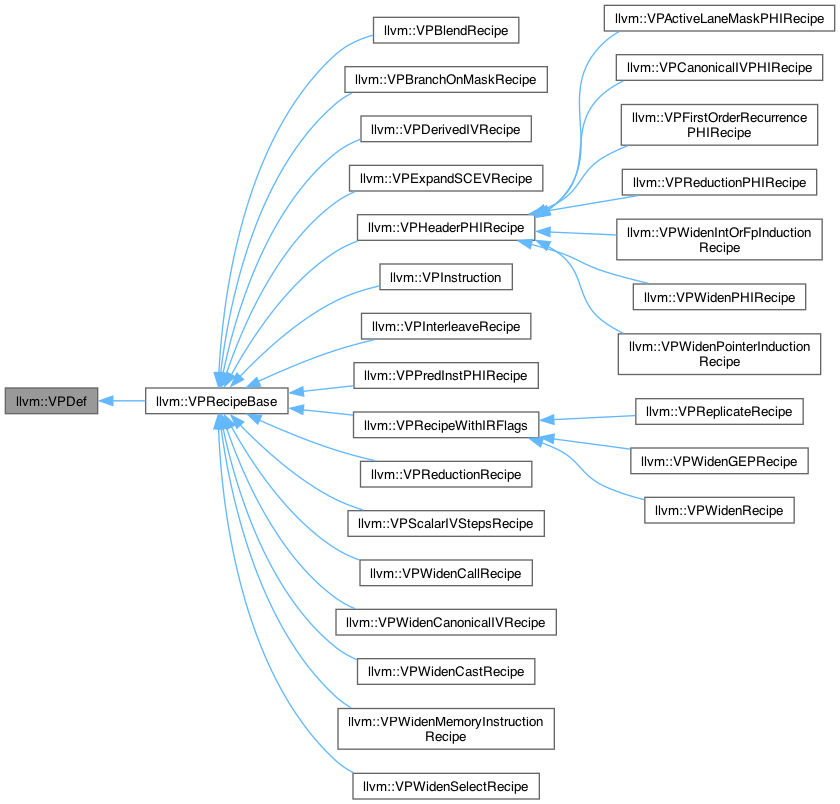 llvm::VPDef
llvm::VPRecipeBase
llvm::VPBlendRecipe
llvm::VPBranchOnMaskRecipe
llvm::VPDerivedIVRecipe
llvm::VPExpandSCEVRecipe
llvm::VPHeaderPHIRecipe
llvm::VPInstruction
llvm::VPInterleaveRecipe
llvm::VPPredInstPHIRecipe
llvm::VPRecipeWithIRFlags
llvm::VPReductionRecipe
llvm::VPScalarIVStepsRecipe
llvm::VPWidenCallRecipe
llvm::VPWidenCanonicalIVRecipe
llvm::VPWidenCastRecipe
llvm::VPWidenMemoryInstruction
Recipe
llvm::VPWidenSelectRecipe
llvm::VPActiveLaneMaskPHIRecipe
llvm::VPCanonicalIVPHIRecipe
llvm::VPFirstOrderRecurrence
PHIRecipe
llvm::VPReductionPHIRecipe
llvm::VPWidenIntOrFpInduction
Recipe
llvm::VPWidenPHIRecipe
llvm::VPWidenPointerInduction
Recipe
llvm::VPReplicateRecipe
llvm::VPWidenGEPRecipe
llvm::VPWidenRecipe